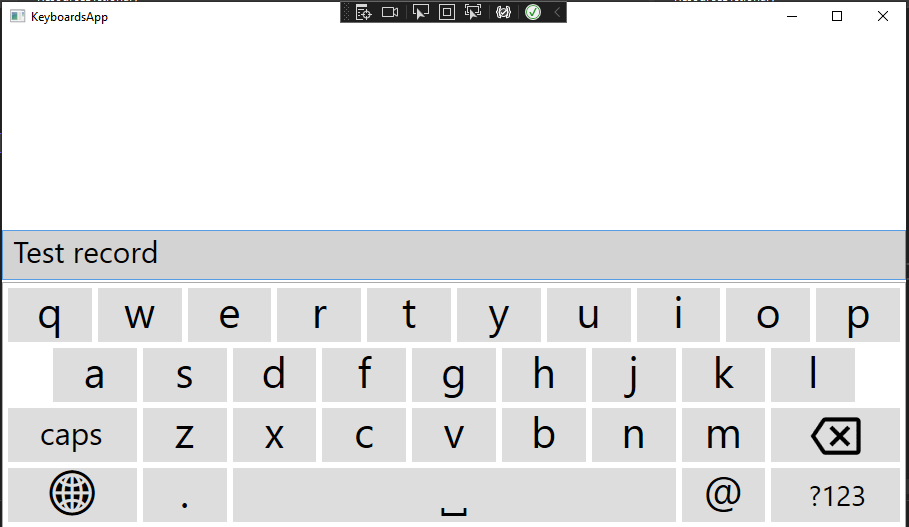 KeyboardsApp
Test record
q w e r t y u i o p
a s d f g h j k l
caps z x c v b n m
. @ ?123